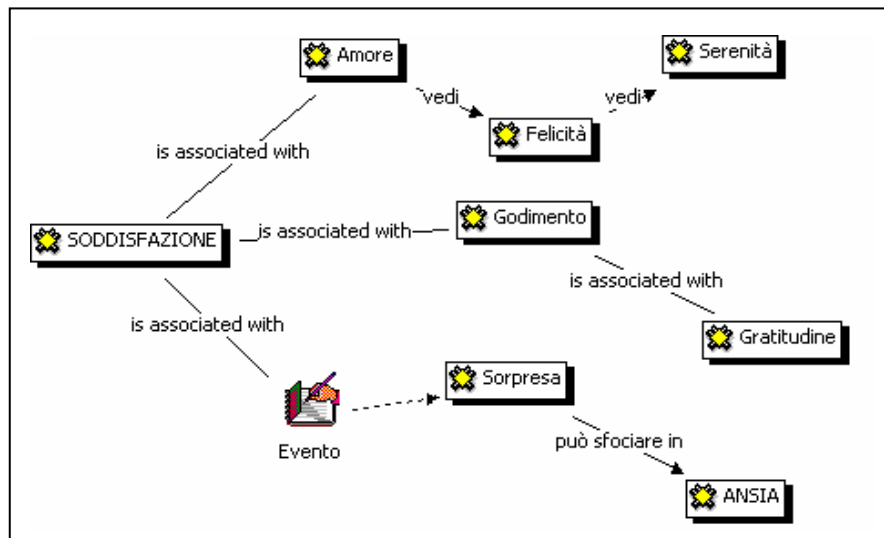 Amore
Serenità
vedi
vedi
Felicità
is associated with
Godimento
SODDISFAZIONE
is associated with
is associated with
is associated with
Gratitudine
Sorpresa
Evento
può sfociare in
ANSIA